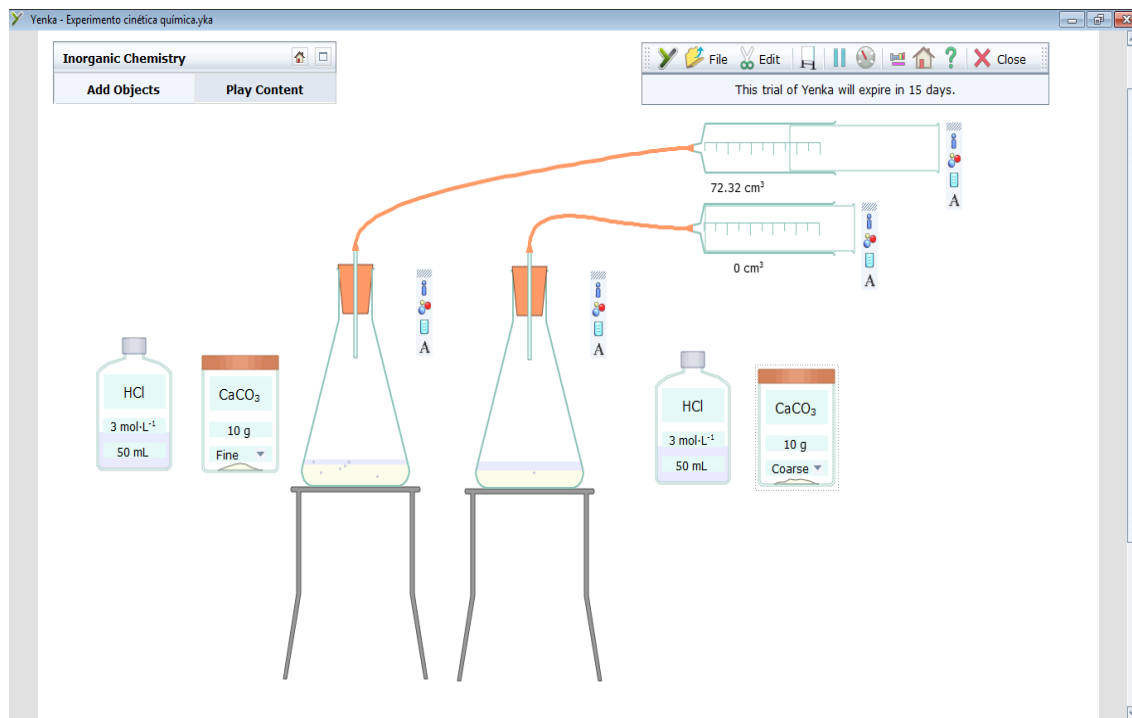 Yenka - Experimento cinética química.yka
Inorganic Chemistry
Add Objects Play Content
File Edit Close
This trial of Yenka will expire in 15 days.
72.32 cm³
A
0 cm³
A
A
A
HCl
3 mol·L⁻¹
50 mL
CaCO₃
10 g
Fine
HCl
3 mol·L⁻¹
50 mL
CaCO₃
10 g
Coarse